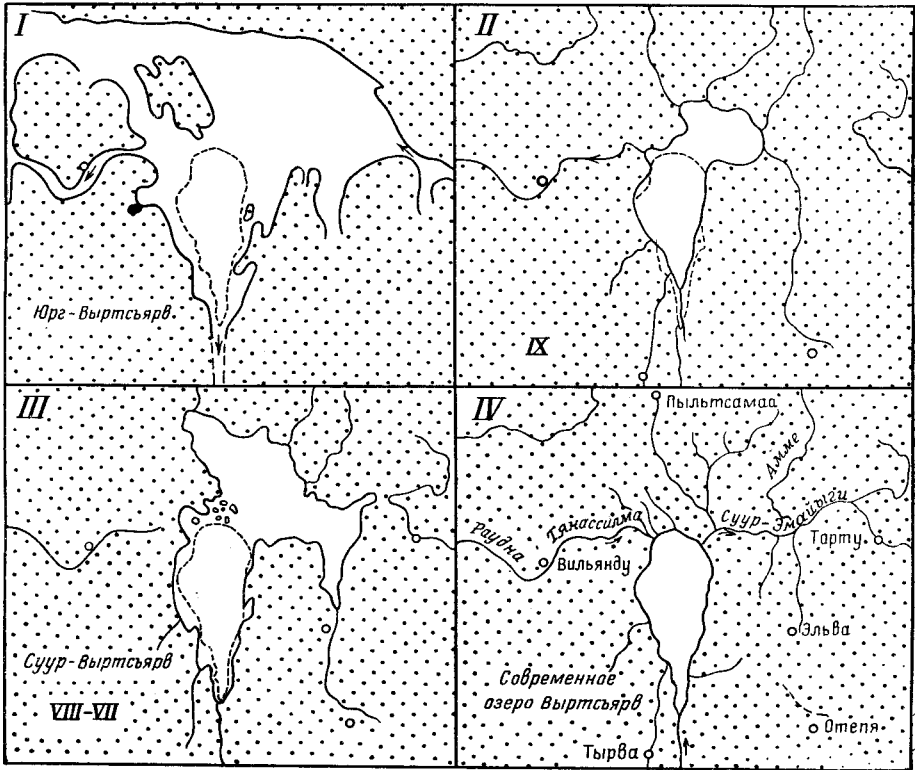 I
Юрг-Выртсъярв
II
IX
III
Суур-Выртсъярв
VIII-VII
IV
Пыльтсамаа
Амме
Суур-Эмайыги
Тянассилма
Раудна
Вильянду
Тарту
Эльва
Современное
озеро Выртсъярв
Отепя
Тырва